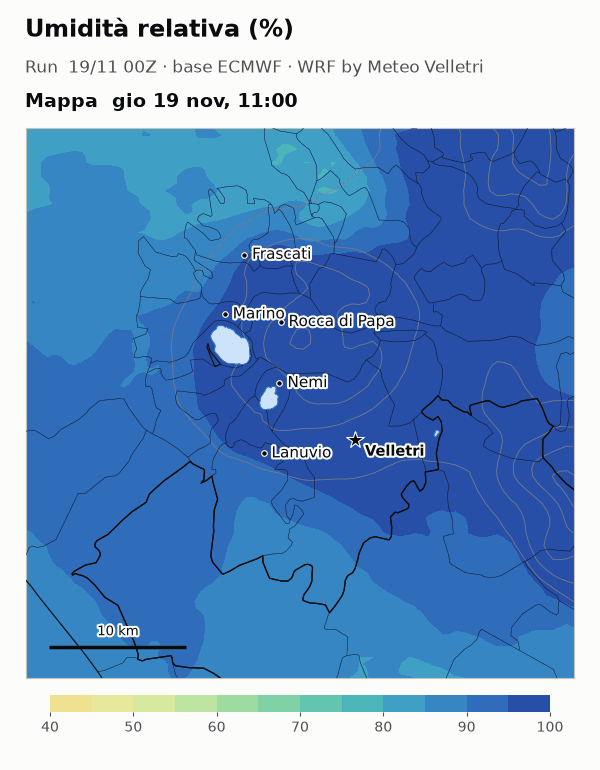 Umidità relativa (%)
Run  19/11 00Z · base ECMWF · WRF by Meteo Velletri
Mappa  gio 19 nov, 11:00
Frascati
Marino
Rocca di Papa
Nemi
Velletri
Lanuvio
10 km
40 50 60 70 80 90 100